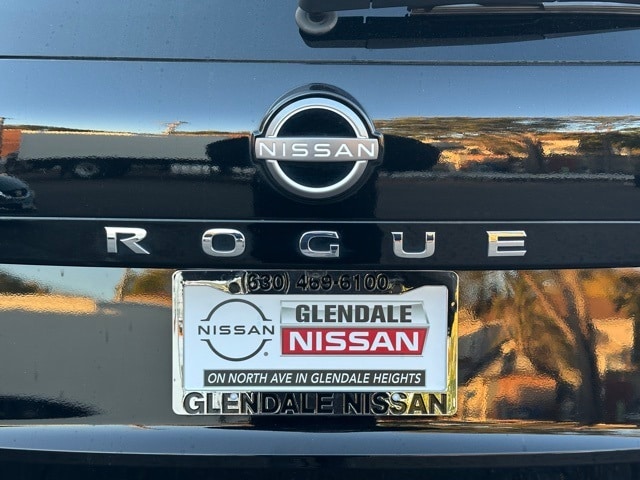 NISSAN
ROGUE
(630) 469-6100
NISSAN
GLENDALE
NISSAN
ON NORTH AVE IN GLENDALE HEIGHTS
GLENDALE NISSAN